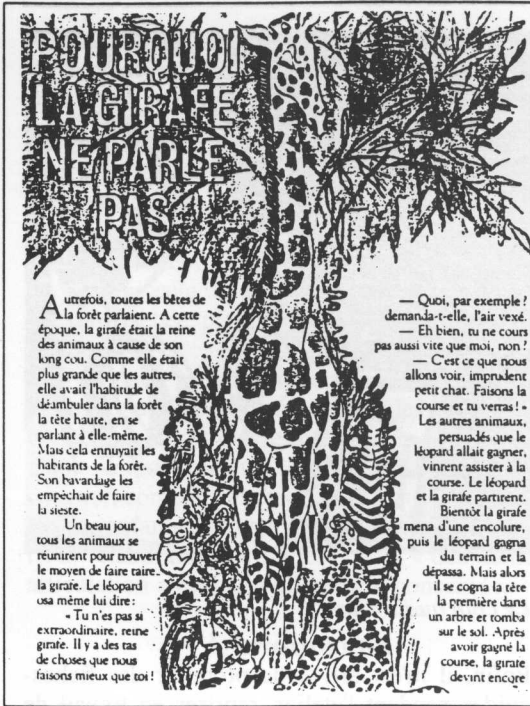 POURQUOI
LA GIRAFE
NE PARLE
PAS
Autrefois, toutes les bêtes de
la forêt parlaient. A cette
époque, la girafe était la reine
des animaux à cause de son
long cou. Comme elle était
plus grande que les autres,
elle avait l'habitude de
déambuler dans la forêt
la tête haute, en se
parlant à elle-même.
Mais cela ennuyait les
habitants de la forêt.
Son bavardage les
empêchait de faire
la sieste.
Un beau jour,
tous les animaux se
réunirent pour trouver
le moyen de faire taire
la girafe. Le léopard
osa même lui dire :
« Tu n'es pas si
extraordinaire, reine
girafe. Il y a des tas
de choses que nous
faisons mieux que toi !
— Quoi, par exemple ?
demanda-t-elle, l'air vexé.
— Eh bien, tu ne cours
pas aussi vite que moi, non ?
— C'est ce que nous
allons voir, imprudent
petit chat. Faisons la
course et tu verras ! »
Les autres animaux,
persuadés que le
léopard allait gagner,
vinrent assister à la
course. Le léopard
et la girafe partirent.
Bientôt la girafe
mena d'une encolure,
puis le léopard gagna
du terrain et la
dépassa. Mais alors
il se cogna la tête
la première dans
un arbre et tomba
sur le sol. Après
avoir gagné la
course, la girafe
devint encore